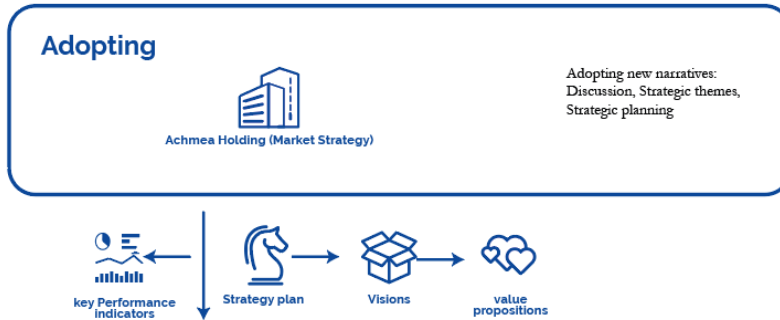 Adopting
Adopting new narratives:
Discussion, Strategic themes,
Strategic planning
Achmea Holding (Market Strategy)
key Performance
indicators
Strategy plan
Visions
value
propositions